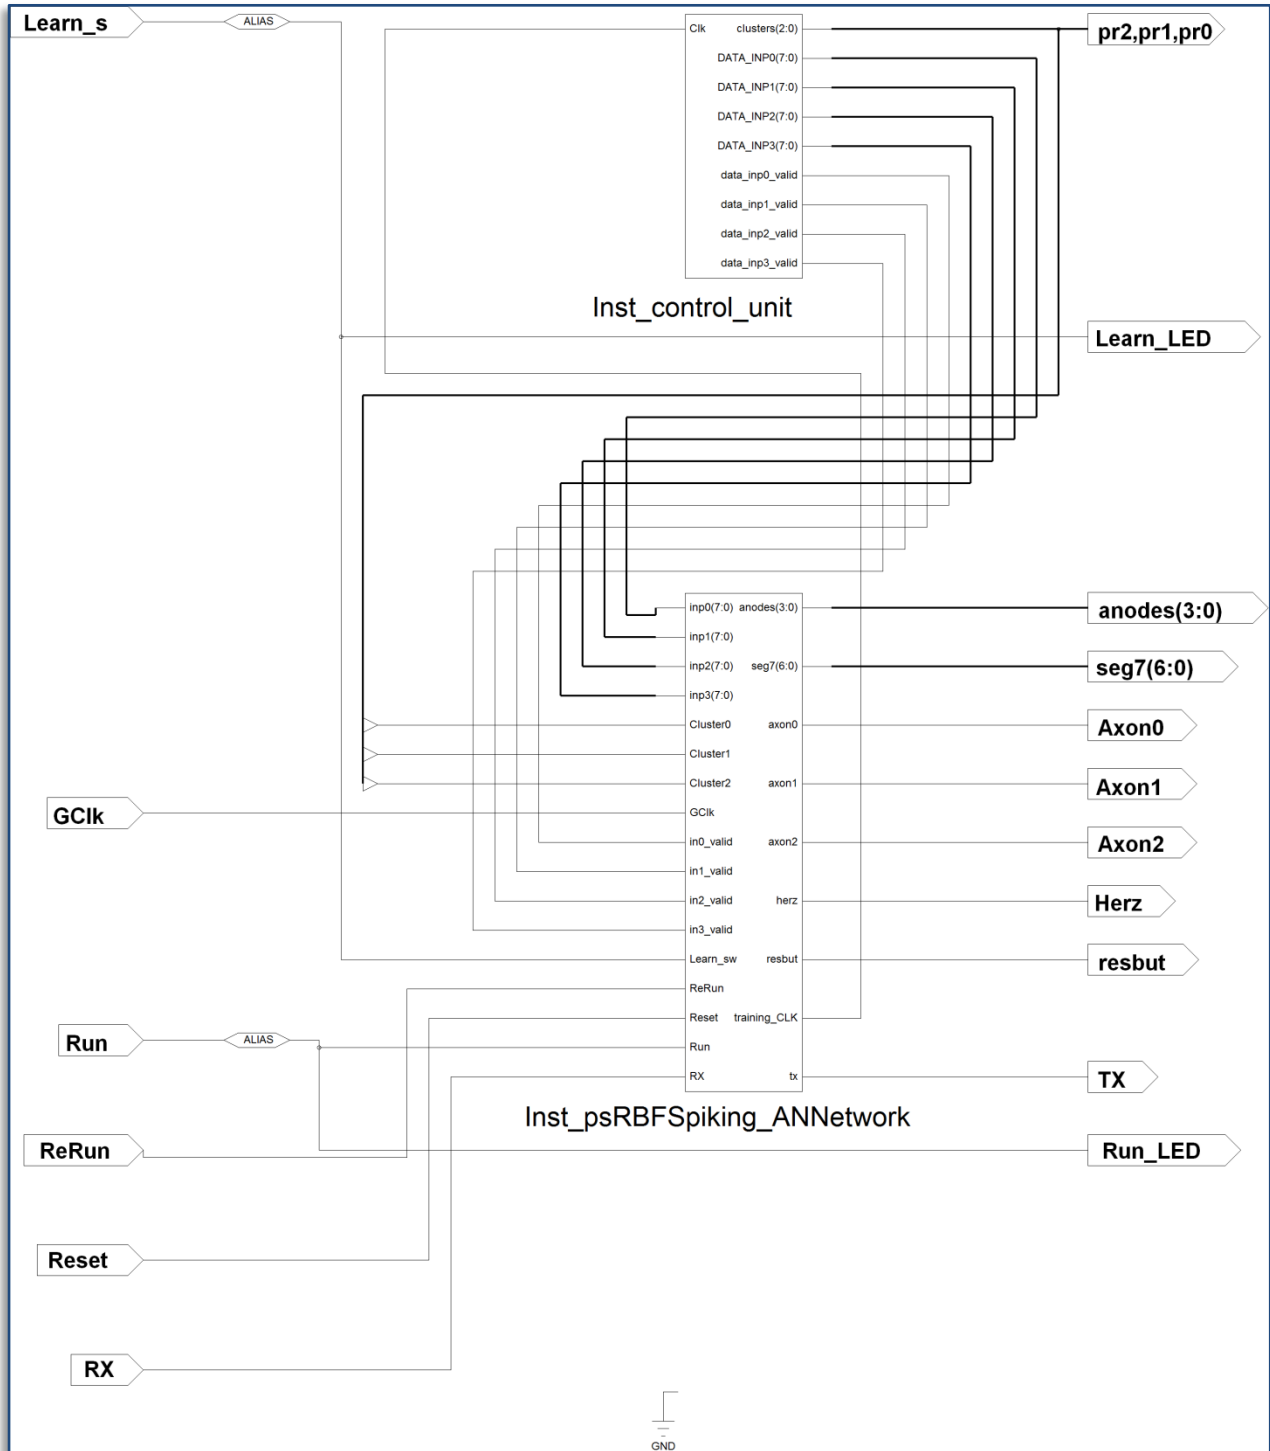 Learn_s
ALIAS
Clk
clusters(2:0)
pr2,pr1,pr0
DATA_INP0(7:0)
DATA_INP1(7:0)
DATA_INP2(7:0)
DATA_INP3(7:0)
data_inp0_valid
data_inp1_valid
data_inp2_valid
data_inp3_valid
Inst_control_unit
Learn_LED
inp0(7:0)
anodes(3:0)
anodes(3:0)
inp1(7:0)
inp2(7:0)
seg7(6:0)
seg7(6:0)
inp3(7:0)
Cluster0
axon0
Axon0
Cluster1
Cluster2
axon1
Axon1
GClk
GClk
in0_valid
axon2
Axon2
in1_valid
in2_valid
herz
Herz
in3_valid
Learn_sw
resbut
resbut
ReRun
Reset
training_CLK
Run
ALIAS
Run
RX
tx
TX
Inst_psRBFSpiking_ANNetwork
ReRun
Run_LED
Reset
RX
GND